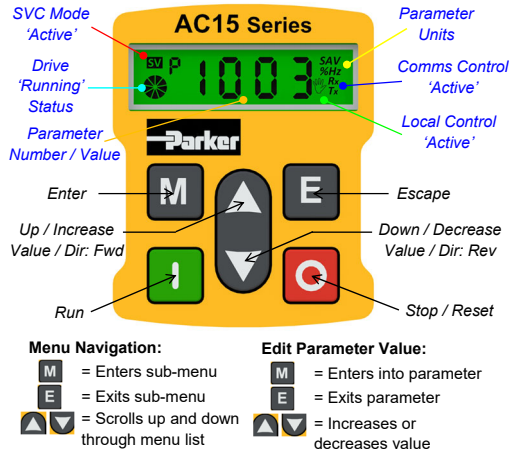 AC15 Series
SVC Mode
'Active'
Parameter
Units
SV P 1003 SAV
%Hz
Rx
Tx
Drive
'Running'
Status
Comms Control
'Active'
Parameter
Number / Value
Local Control
'Active'
Parker
Enter
M
E
Escape
Up / Increase
Value / Dir: Fwd
Down / Decrease
Value / Dir: Rev
Run
I
O
Stop / Reset
Menu Navigation:
M = Enters sub-menu
E = Exits sub-menu
= Scrolls up and down
through menu list
Edit Parameter Value:
M = Enters into parameter
E = Exits parameter
= Increases or
decreases value